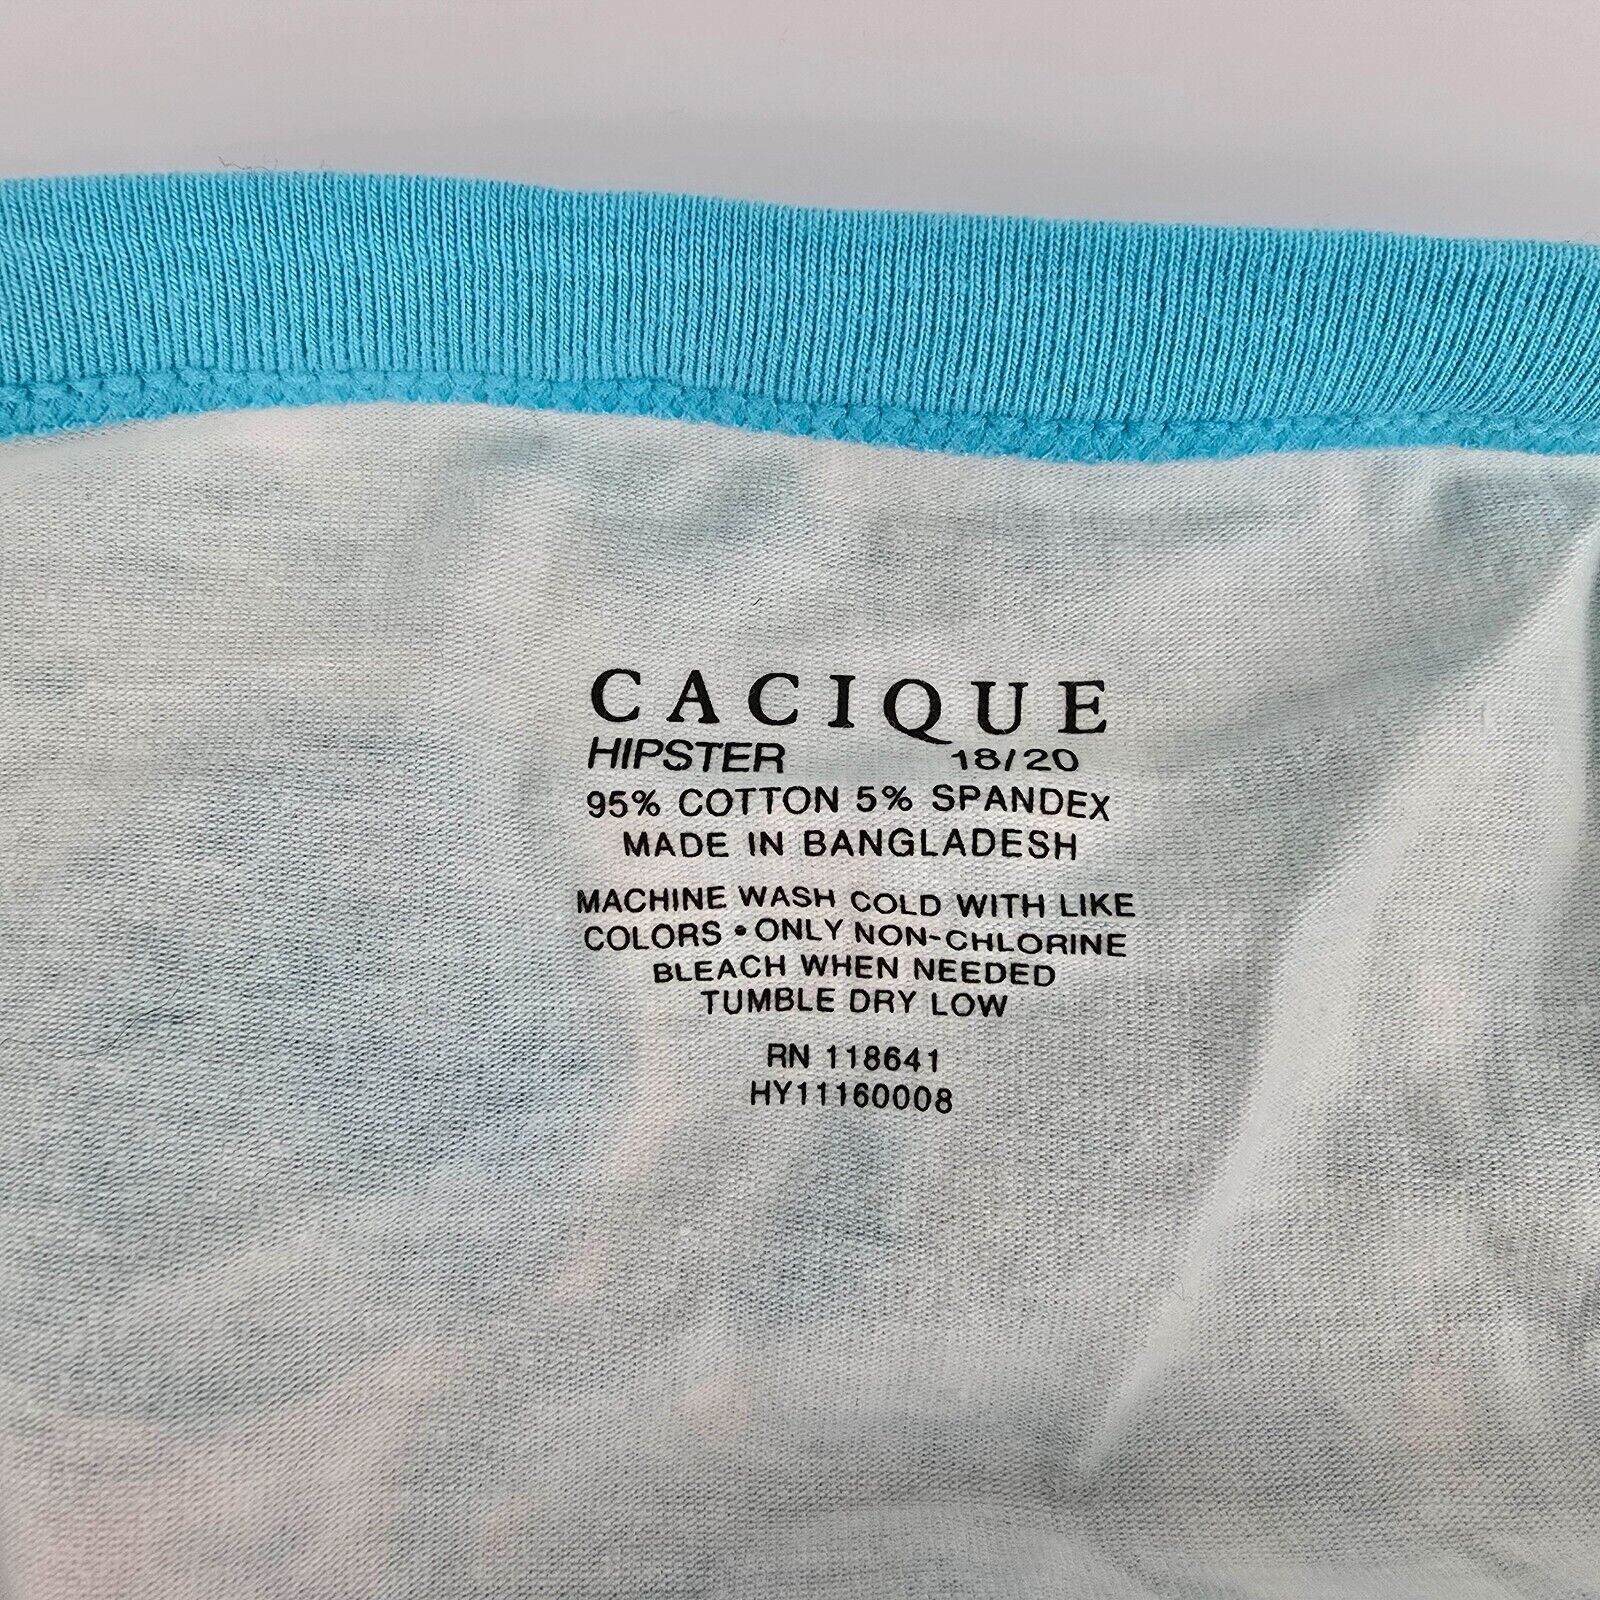 CACIQUE
HIPSTER 18/20
95% COTTON 5% SPANDEX
MADE IN BANGLADESH
MACHINE WASH COLD WITH LIKE
COLORS • ONLY NON-CHLORINE
BLEACH WHEN NEEDED
TUMBLE DRY LOW
RN 118641
HY11160008